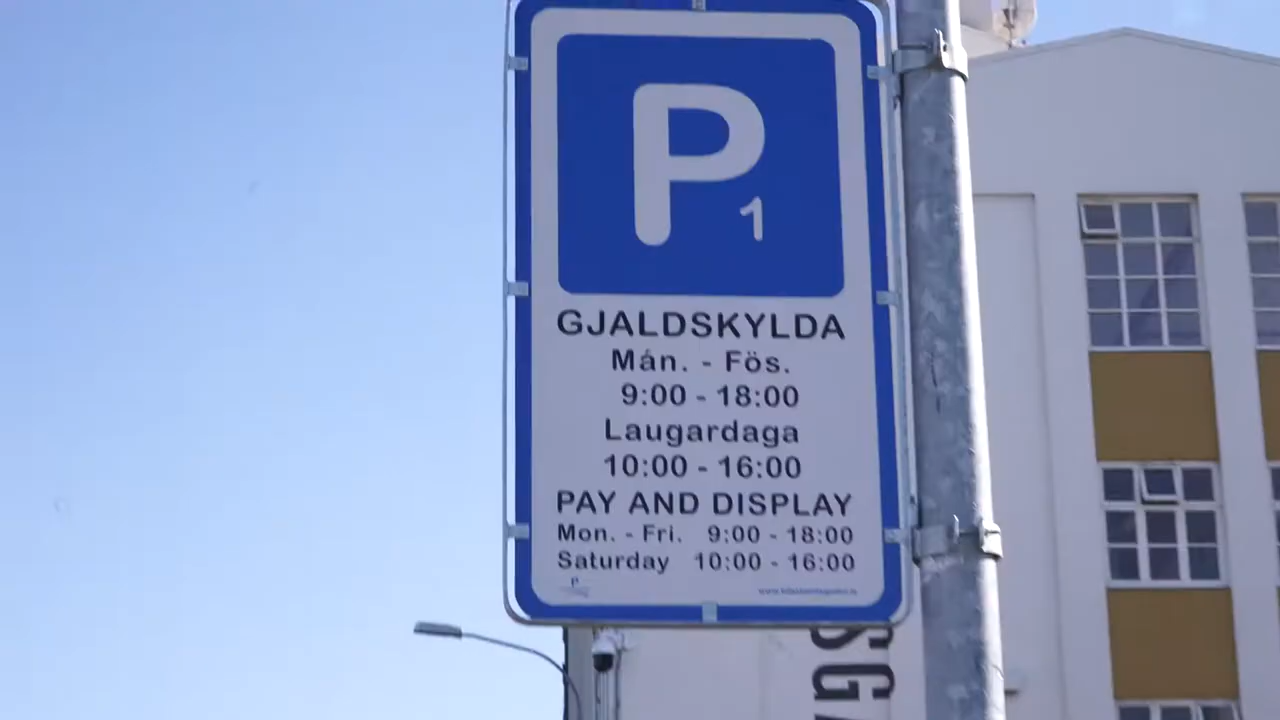 P
1
GJALDSKYLDA
Mán. - Fös.
9:00 - 18:00
Laugardaga
10:00 - 16:00
PAY AND DISPLAY
Mon. - Fri. 9:00 - 18:00
Saturday 10:00 - 16:00
P